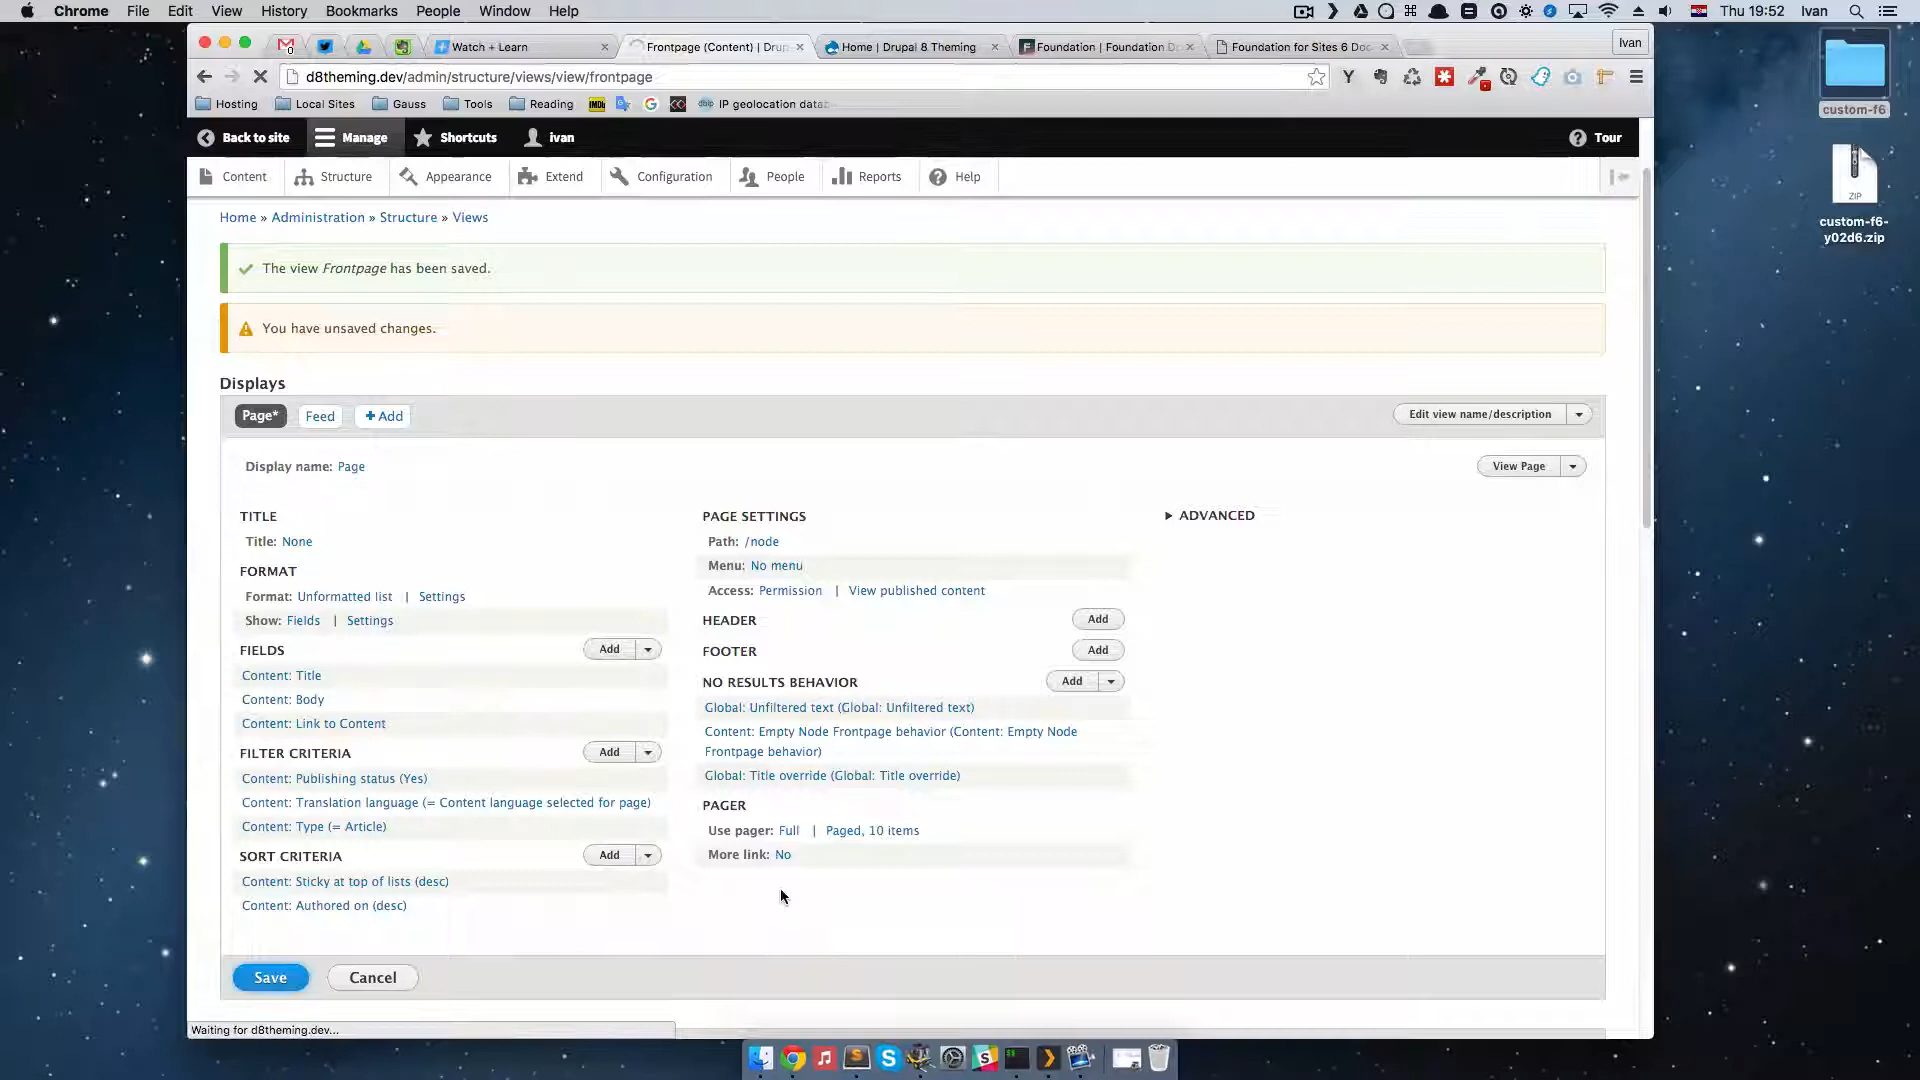 Chrome File Edit View History Bookmarks People Window Help Thu 19:52 Ivan
Watch + Learn Frontpage (Content) | Drup Home | Drupal 8 Theming Foundation | Foundation D Foundation for Sites 6 Doc Ivan
d8theming.dev/admin/structure/views/view/frontpage
Hosting Local Sites Gauss Tools Reading IMDb dbip IP geolocation datab
Back to site Manage Shortcuts ivan Tour
Content Structure Appearance Extend Configuration People Reports Help
Home » Administration » Structure » Views
The view Frontpage has been saved.
You have unsaved changes.
Displays
Page* Feed + Add Edit view name/description
Display name: Page View Page
TITLE
Title: None
FORMAT
Format: Unformatted list | Settings
Show: Fields | Settings
FIELDS Add
Content: Title
Content: Body
Content: Link to Content
FILTER CRITERIA Add
Content: Publishing status (Yes)
Content: Translation language (= Content language selected for page)
Content: Type (= Article)
SORT CRITERIA Add
Content: Sticky at top of lists (desc)
Content: Authored on (desc)
PAGE SETTINGS
Path: /node
Menu: No menu
Access: Permission | View published content
HEADER Add
FOOTER Add
NO RESULTS BEHAVIOR Add
Global: Unfiltered text (Global: Unfiltered text)
Content: Empty Node Frontpage behavior (Content: Empty Node
Frontpage behavior)
Global: Title override (Global: Title override)
PAGER
Use pager: Full | Paged, 10 items
More link: No
ADVANCED
Save Cancel
Waiting for d8theming.dev...
custom-f6
ZIP
custom-f6-
y02d6.zip